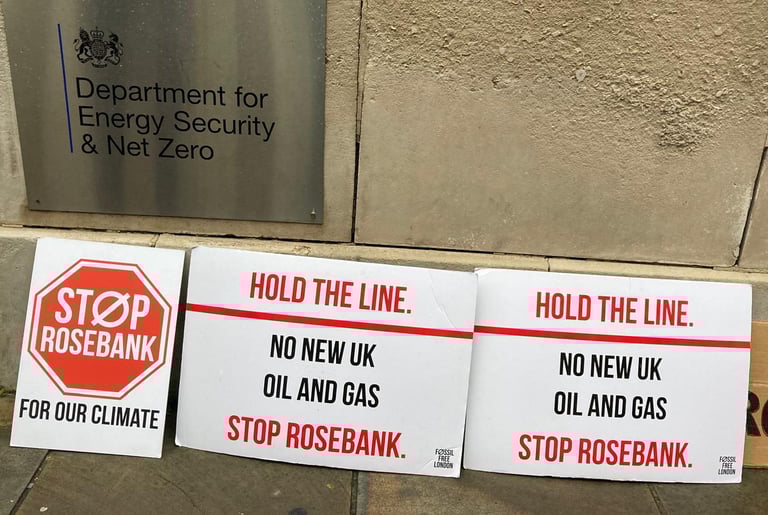 Department for
Energy Security
& Net Zero
STØP
ROSEBANK
FOR OUR CLIMATE
HOLD THE LINE.
NO NEW UK
OIL AND GAS
STOP ROSEBANK.
FØSSIL
FREE
LONDON
HOLD THE LINE.
NO NEW UK
OIL AND GAS
STOP ROSEBANK.
FØSSIL
FREE
LONDON